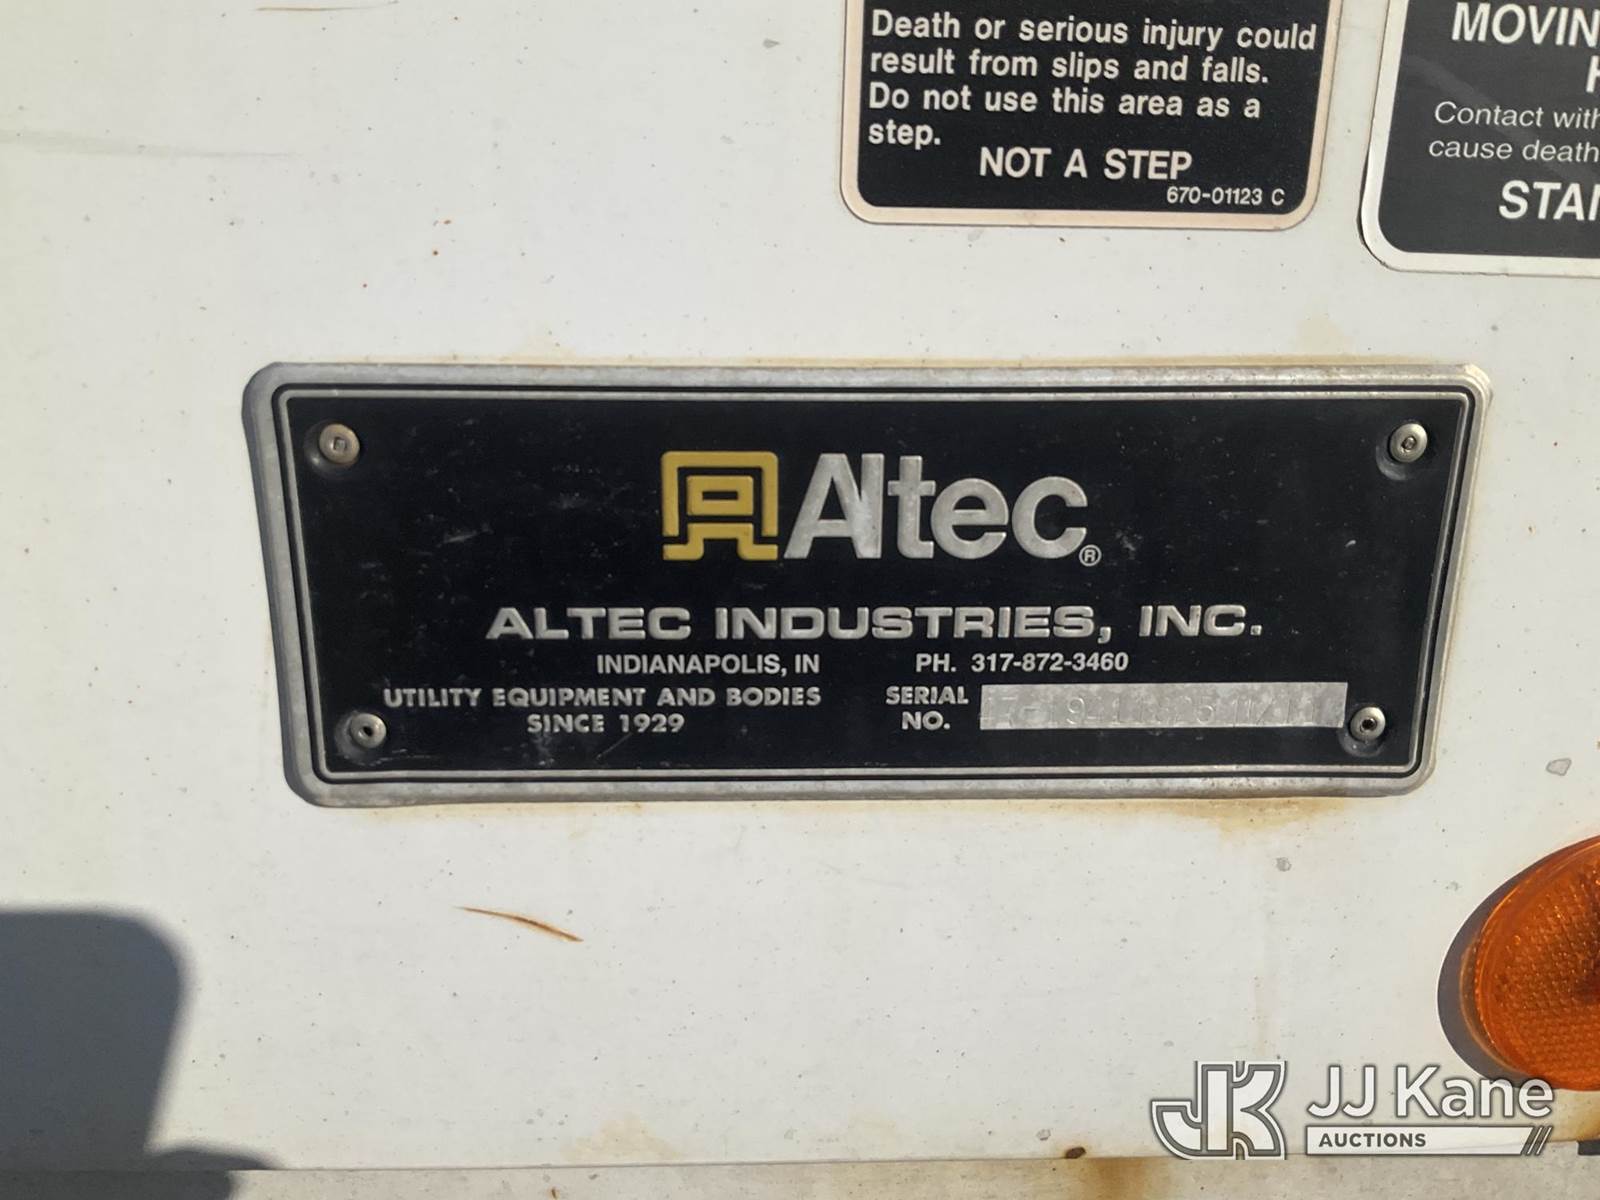 Death or serious injury could
result from slips and falls.
Do not use this area as a
step.
NOT A STEP
670-01123 C
Contact with
cause death
Altec®
ALTEC INDUSTRIES, INC.
INDIANAPOLIS, IN PH. 317-872-3460
UTILITY EQUIPMENT AND BODIES
SINCE 1929
SERIAL
NO.
JJ Kane
AUCTIONS